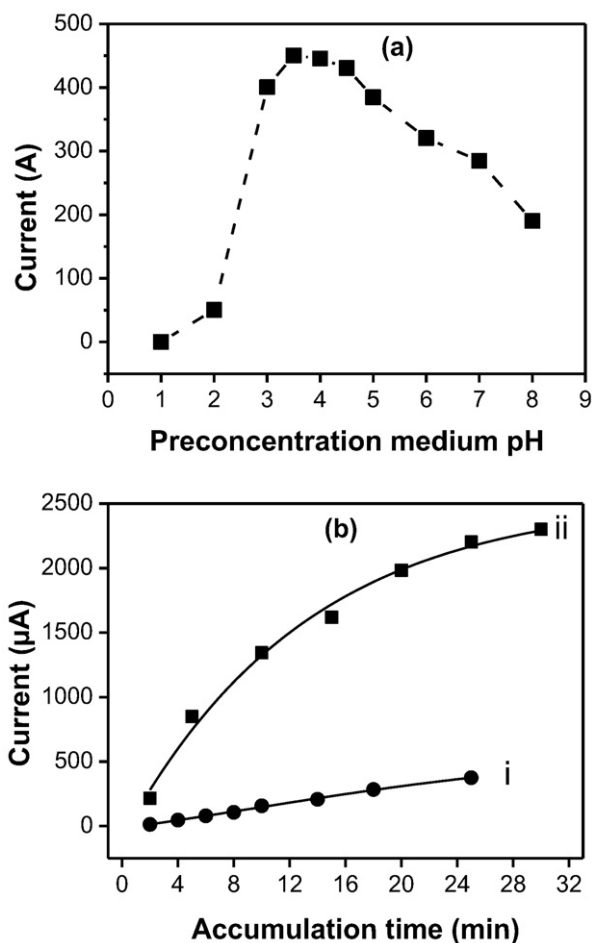 500
(a)
400
300
200
100
0
Current (A)
0 1 2 3 4 5 6 7 8 9
Preconcentration medium pH
2500
(b)
ii
2000
1500
1000
500
i
0
Current (µA)
0 4 8 12 16 20 24 28 32
Accumulation time (min)